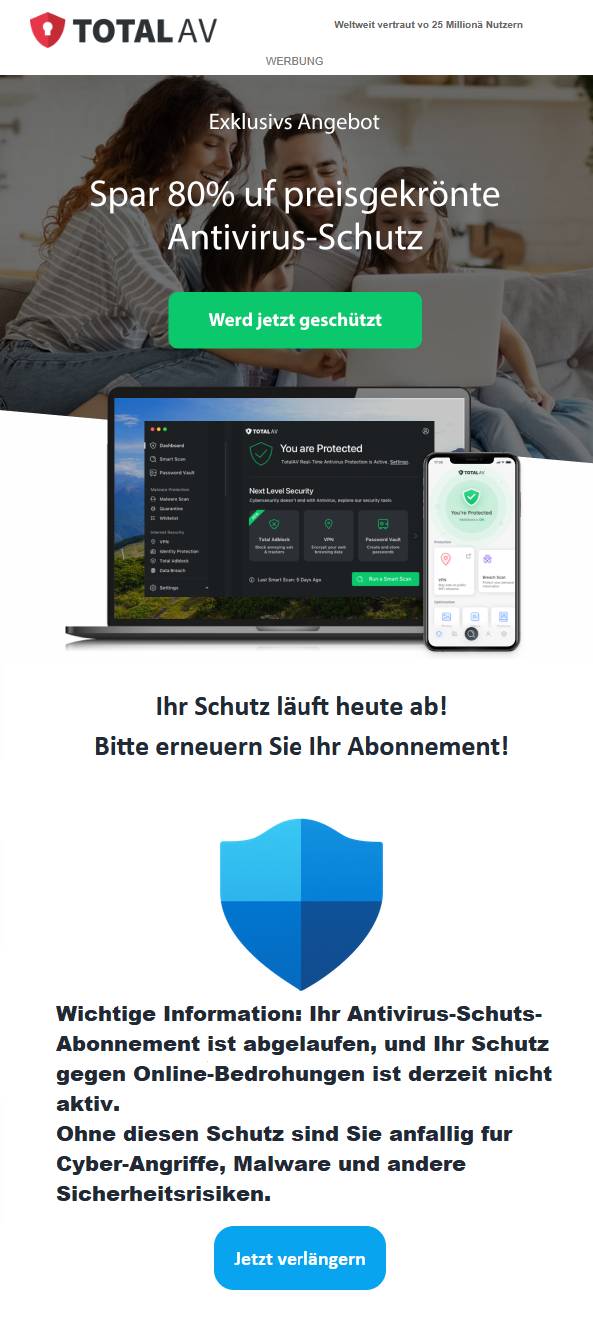 TOTAL AV
Weltweit vertraut vo 25 Millionä Nutzern
WERBUNG
Exklusivs Angebot
Spar 80% uf preisgekrönte
Antivirus-Schutz
Werd jetzt geschützt
TOTAL AV
Dashboard
You are Protected
TotalAV Real-Time Antivirus Protection is Active. Settings.
Smart Scan
Password Vault
Malware Protection
Malware Scan
Quarantine
Whitelist
Internet Security
VPN
Identity Protection
Total Adblock
Data Breach
Settings
Next Level Security
Cybersecurity doesn't end with Antivirus, explore our security tools
Total Adblock
Block annoying ads
& trackers
VPN
Encrypt your web
browsing data
Password Vault
Create and store
passwords
Last Smart Scan: 5 Days Ago
Run a Smart Scan
TOTAL AV
You're Protected
Protection
VPN
Breach Scan
Optimisation
Ihr Schutz läuft heute ab!
Bitte erneuern Sie Ihr Abonnement!
Wichtige Information: Ihr Antivirus-Schuts-
Abonnement ist abgelaufen, und Ihr Schutz
gegen Online-Bedrohungen ist derzeit nicht
aktiv.
Ohne diesen Schutz sind Sie anfallig fur
Cyber-Angriffe, Malware und andere
Sicherheitsrisiken.
Jetzt verlängern